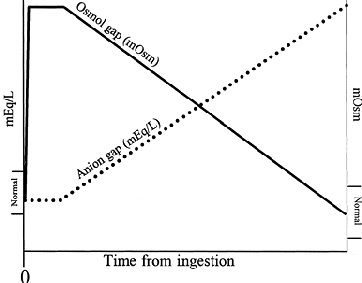 Osmol gap (mOsm)
mEq/L
Anion gap (mEq/L)
mOsm
Normal
Normal
0
Time from ingestion